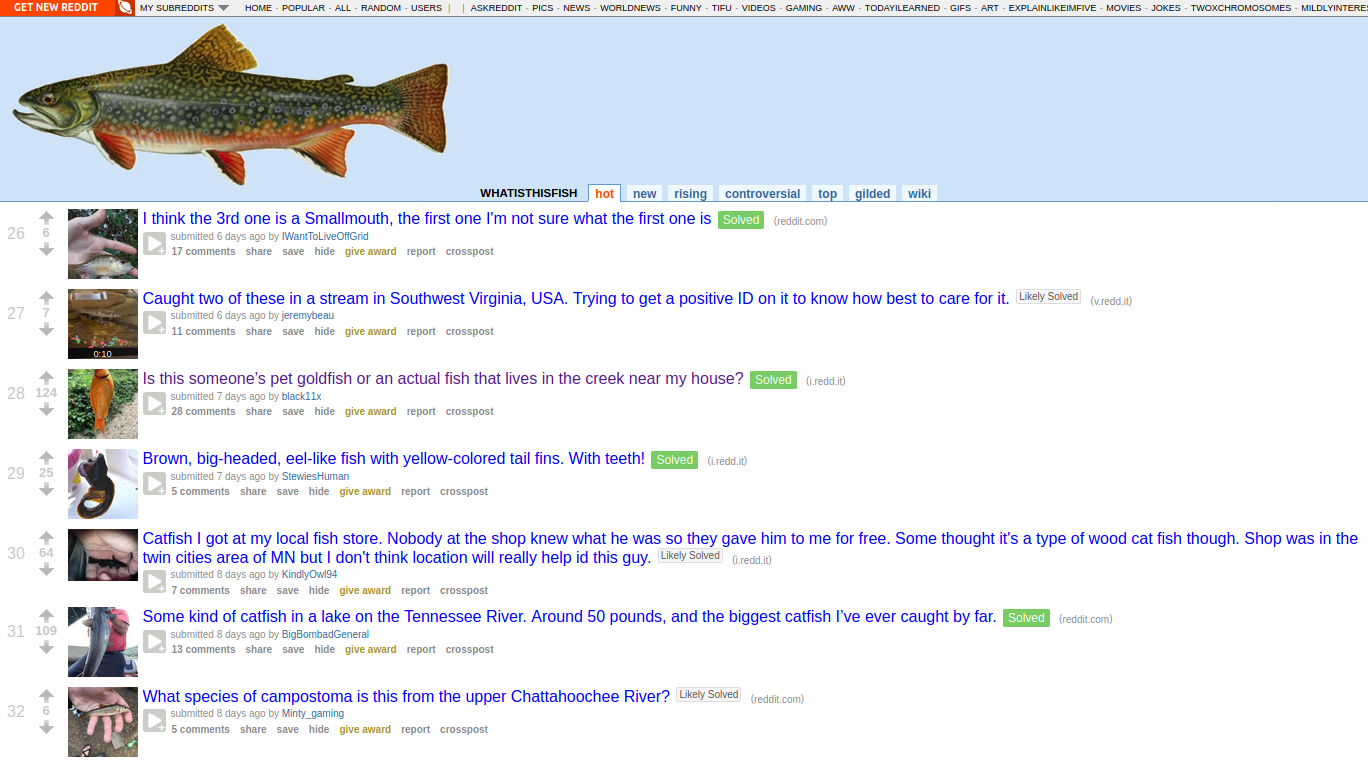 GET NEW REDDIT MY SUBREDDITS HOME - POPULAR - ALL - RANDOM - USERS | | ASKREDDIT - PICS - NEWS - WORLDNEWS - FUNNY - TIFU - VIDEOS - GAMING - AWW - TODAYILEARNED - GIFS - ART - EXPLAINLIKEIMFIVE - MOVIES - JOKES - TWOXCHROMOSOMES - MILDLYINTERES
WHATISTHISFISH hot new rising controversial top gilded wiki
I think the 3rd one is a Smallmouth, the first one I'm not sure what the first one is Solved (reddit.com)
26 6 submitted 6 days ago by IWantToLiveOffGrid
17 comments share save hide give award report crosspost
Caught two of these in a stream in Southwest Virginia, USA. Trying to get a positive ID on it to know how best to care for it. Likely Solved (v.redd.it)
27 7 submitted 6 days ago by jeremybeau
11 comments share save hide give award report crosspost
0:10
Is this someone’s pet goldfish or an actual fish that lives in the creek near my house? Solved (i.redd.it)
28 124 submitted 7 days ago by black11x
28 comments share save hide give award report crosspost
Brown, big-headed, eel-like fish with yellow-colored tail fins. With teeth! Solved (i.redd.it)
29 25 submitted 7 days ago by StewiesHuman
5 comments share save hide give award report crosspost
Catfish I got at my local fish store. Nobody at the shop knew what he was so they gave him to me for free. Some thought it's a type of wood cat fish though. Shop was in the
twin cities area of MN but I don't think location will really help id this guy. Likely Solved (i.redd.it)
30 64 submitted 8 days ago by KindlyOwl94
7 comments share save hide give award report crosspost
Some kind of catfish in a lake on the Tennessee River. Around 50 pounds, and the biggest catfish I’ve ever caught by far. Solved (reddit.com)
31 109 submitted 8 days ago by BigBombadGeneral
13 comments share save hide give award report crosspost
What species of campostoma is this from the upper Chattahoochee River? Likely Solved (reddit.com)
32 6 submitted 8 days ago by Minty_gaming
5 comments share save hide give award report crosspost